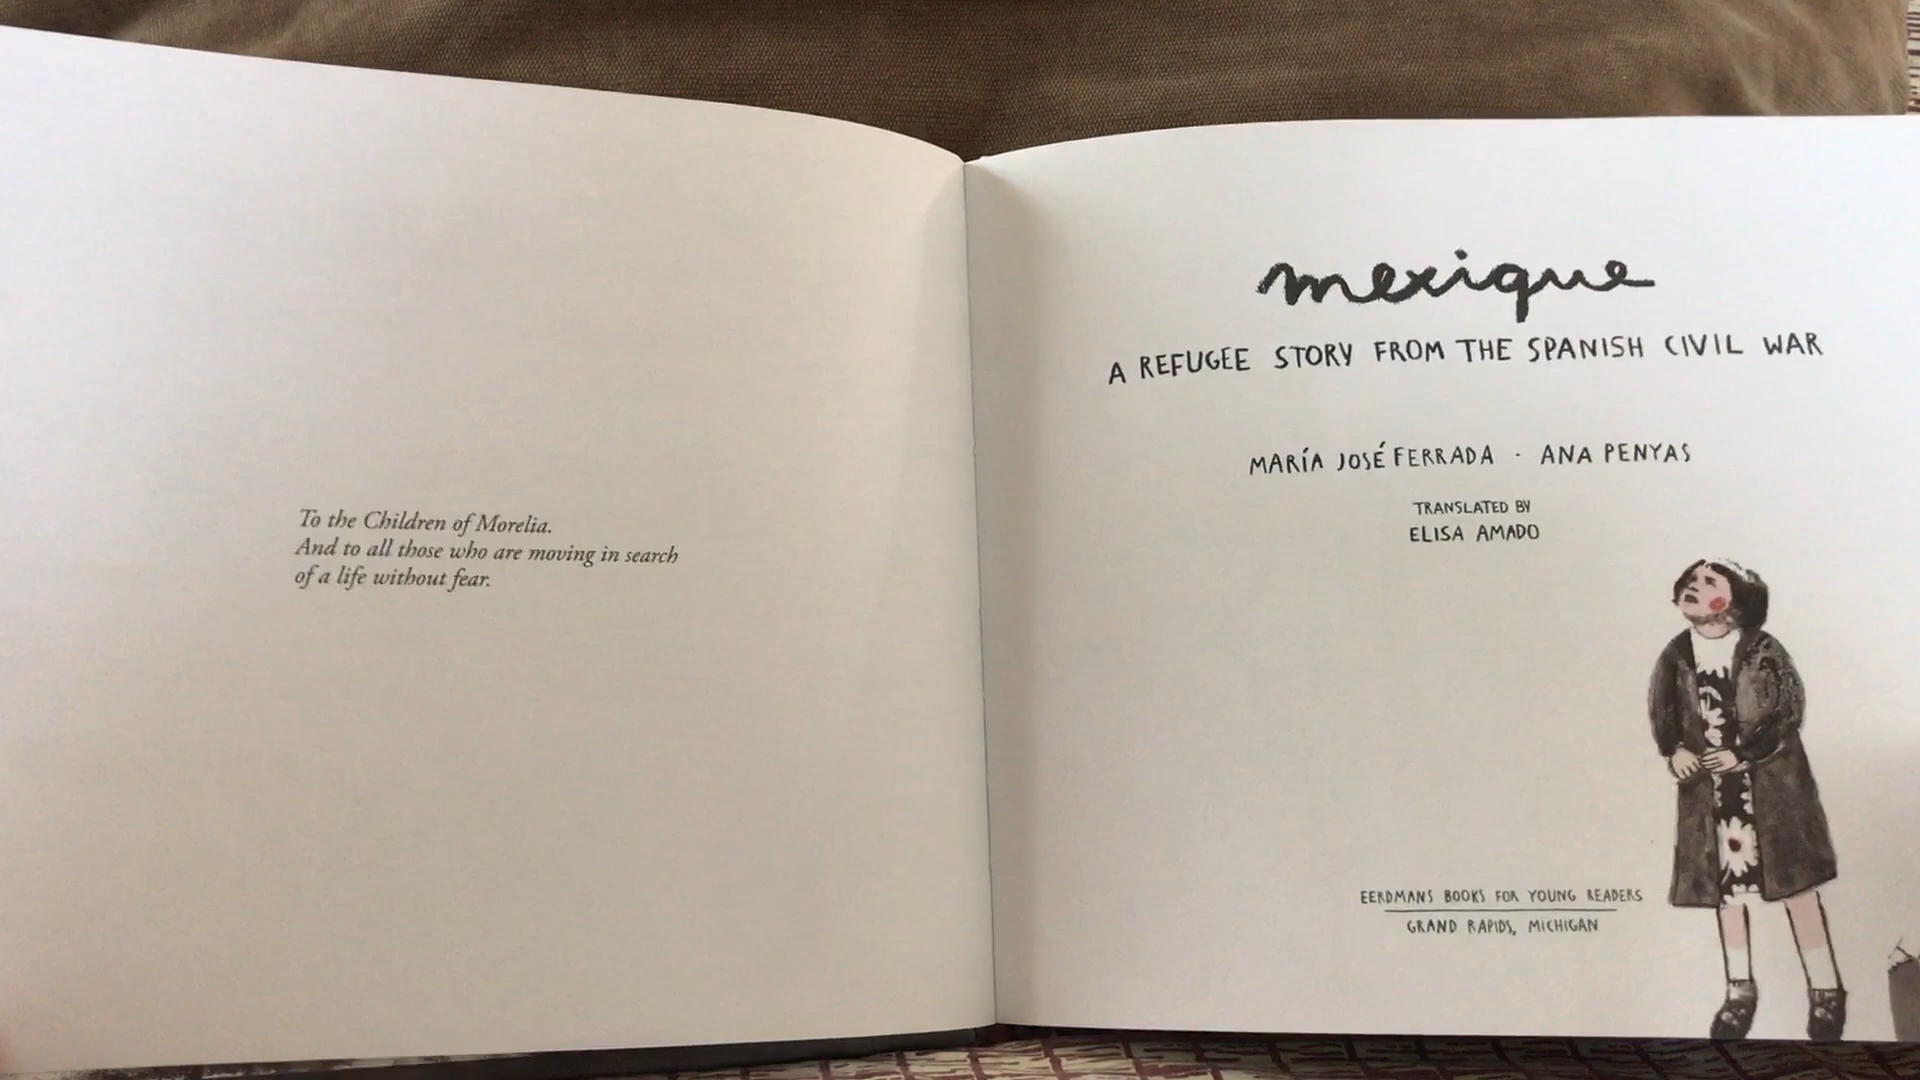 To the Children of Morelia.
And to all those who are moving in search
of a life without fear.
mexique
A REFUGEE STORY FROM THE SPANISH CIVIL WAR
MARÍA JOSÉ FERRADA · ANA PENYAS
TRANSLATED BY
ELISA AMADO
EERDMANS BOOKS FOR YOUNG READERS
GRAND RAPIDS, MICHIGAN